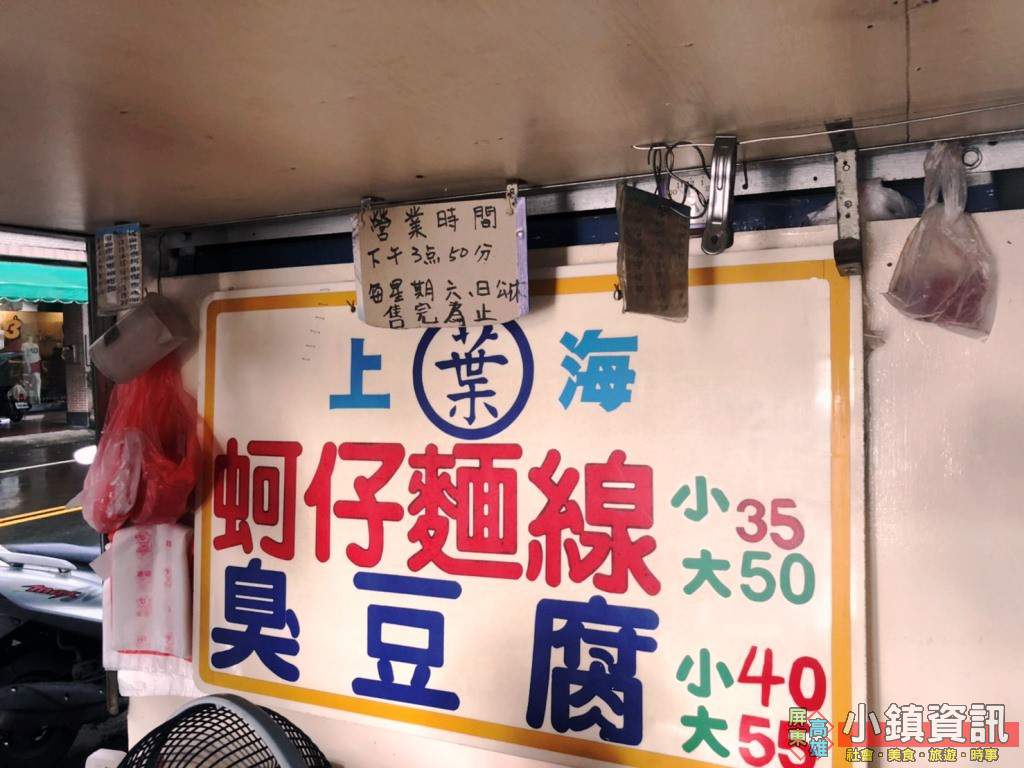 營業時間
下午3点50分
每星期六、日公休
售完為止
上 葉 海
蚵仔麵線 小35
大50
臭豆腐 小40
大55
屏東
高雄
小鎮資訊
社會·美食·旅遊·時事